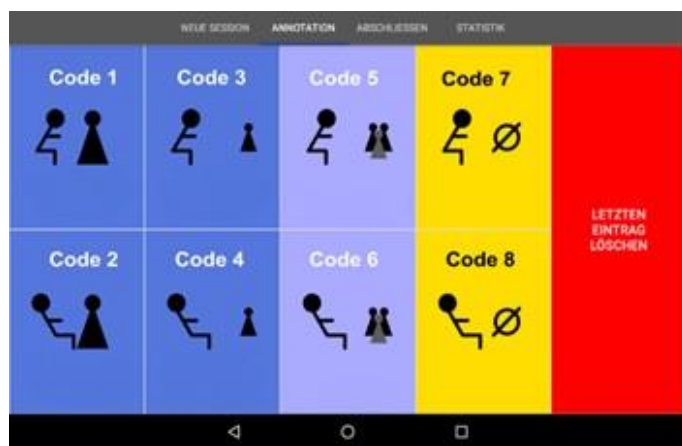 NEUE SESSION ANNOTATION ABSCHLIESSEN STATISTIK
Code 1 Code 3 Code 5 Code 7
LETZTEN
EINTRAG
LÖSCHEN
Code 2 Code 4 Code 6 Code 8